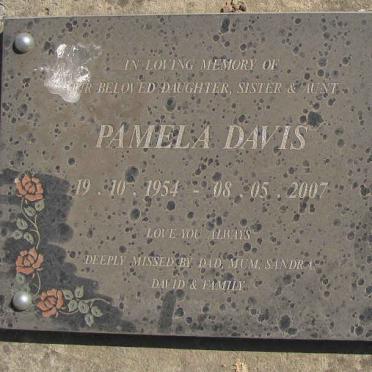 IN LOVING MEMORY OF
OUR BELOVED DAUGHTER, SISTER & AUNT
PAMELA DAVIS
19 . 10 . 1954 - 08 . 05 . 2007
LOVE YOU ALWAYS
DEEPLY MISSED BY DAD, MUM, SANDRA
DAVID & FAMILY